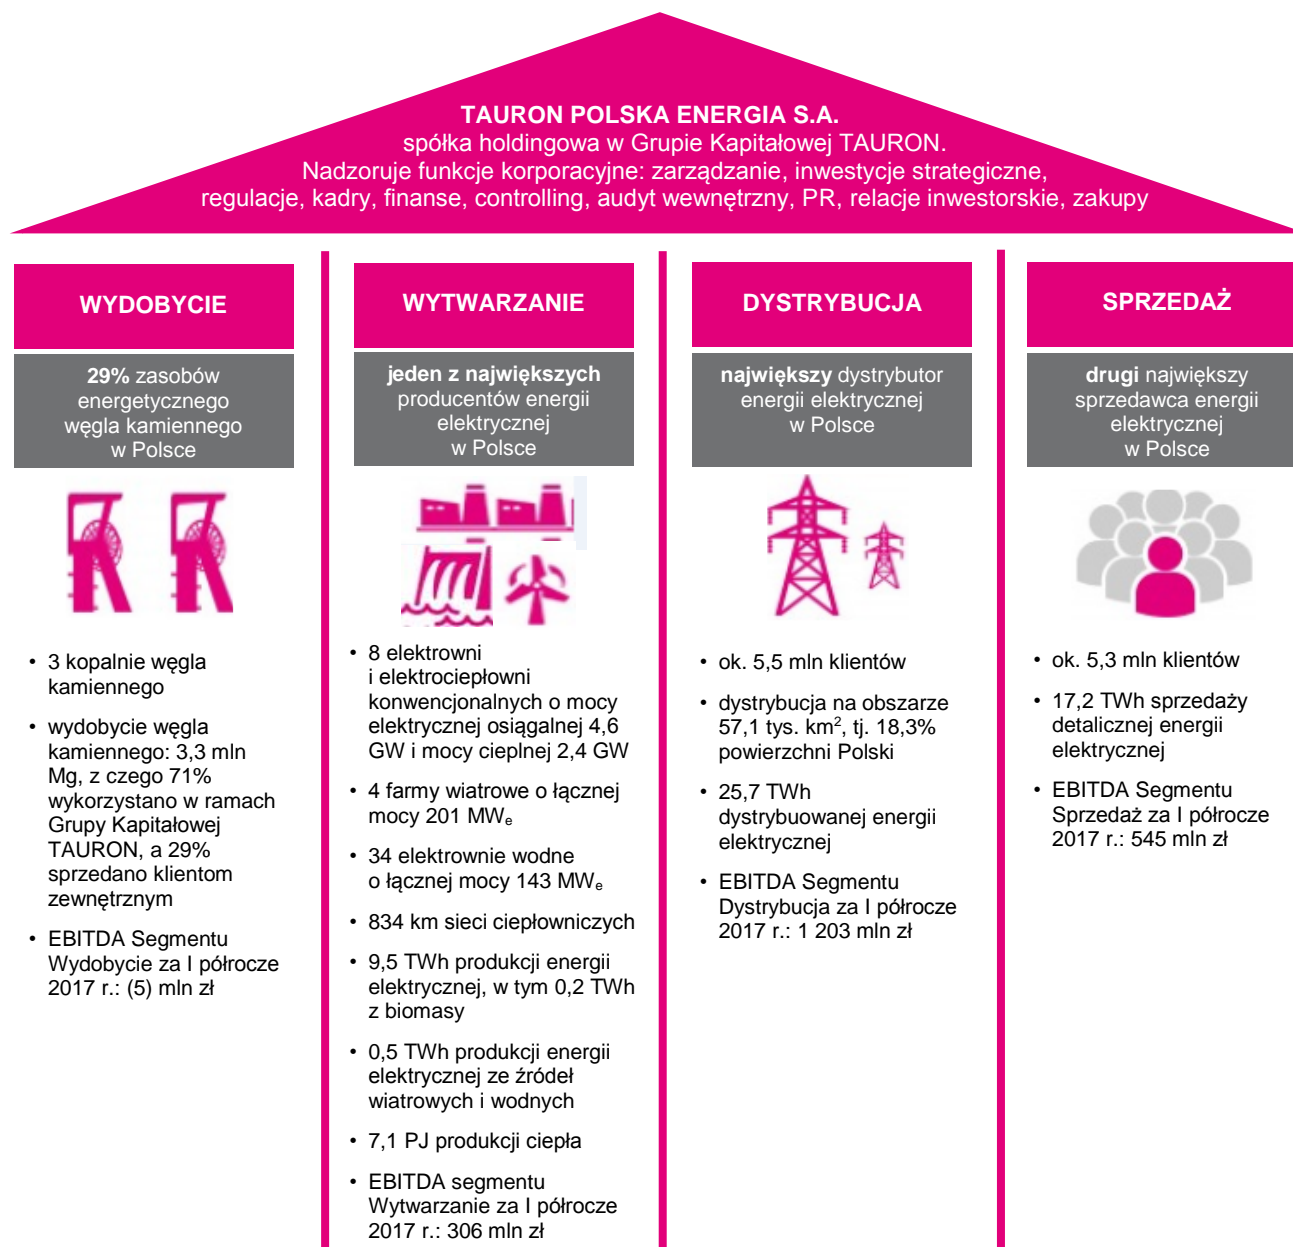 TAURON POLSKA ENERGIA S.A.
spółka holdingowa w Grupie Kapitałowej TAURON.
Nadzoruje funkcje korporacyjne: zarządzanie, inwestycje strategiczne,
regulacje, kadry, finanse, controlling, audyt wewnętrzny, PR, relacje inwestorskie, zakupy
WYDOBYCIE
29% zasobów
energetycznego
węgla kamiennego
w Polsce
• 3 kopalnie węgla
kamiennego
• wydobycie węgla
kamiennego: 3,3 mln
Mg, z czego 71%
wykorzystano w ramach
Grupy Kapitałowej
TAURON, a 29%
sprzedano klientom
zewnętrznym
• EBITDA Segmentu
Wydobycie za I półrocze
2017 r.: (5) mln zł
WYTWARZANIE
jeden z największych
producentów energii
elektrycznej
w Polsce
• 8 elektrowni
i elektrociepłowni
konwencjonalnych o mocy
elektrycznej osiągalnej 4,6
GW i mocy cieplnej 2,4 GW
• 4 farmy wiatrowe o łącznej
mocy 201 MWₑ
• 34 elektrownie wodne
o łącznej mocy 143 MWₑ
• 834 km sieci ciepłowniczych
• 9,5 TWh produkcji energii
elektrycznej, w tym 0,2 TWh
z biomasy
• 0,5 TWh produkcji energii
elektrycznej ze źródeł
wiatrowych i wodnych
• 7,1 PJ produkcji ciepła
• EBITDA segmentu
Wytwarzanie za I półrocze
2017 r.: 306 mln zł
DYSTRYBUCJA
największy dystrybutor
energii elektrycznej
w Polsce
• ok. 5,5 mln klientów
• dystrybucja na obszarze
57,1 tys. km², tj. 18,3%
powierzchni Polski
• 25,7 TWh
dystrybuowanej energii
elektrycznej
• EBITDA Segmentu
Dystrybucja za I półrocze
2017 r.: 1 203 mln zł
SPRZEDAŻ
drugi największy
sprzedawca energii
elektrycznej
w Polsce
• ok. 5,3 mln klientów
• 17,2 TWh sprzedaży
detalicznej energii
elektrycznej
• EBITDA Segmentu
Sprzedaż za I półrocze
2017 r.: 545 mln zł